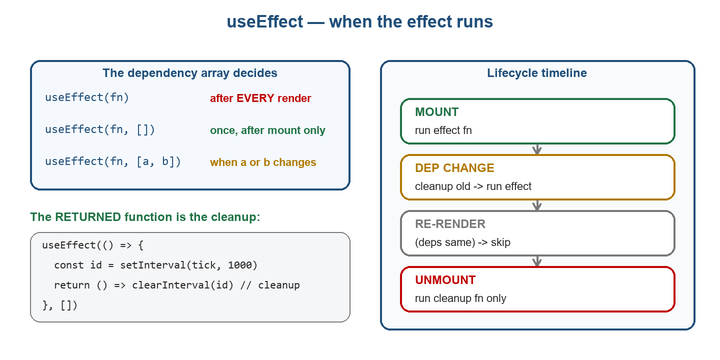 useEffect — when the effect runs
The dependency array decides
useEffect(fn) after EVERY render
useEffect(fn, []) once, after mount only
useEffect(fn, [a, b]) when a or b changes
The RETURNED function is the cleanup:
useEffect(() => {
  const id = setInterval(tick, 1000)
  return () => clearInterval(id) // cleanup
}, [])
Lifecycle timeline
MOUNT
run effect fn
DEP CHANGE
cleanup old -> run effect
RE-RENDER
(deps same) -> skip
UNMOUNT
run cleanup fn only